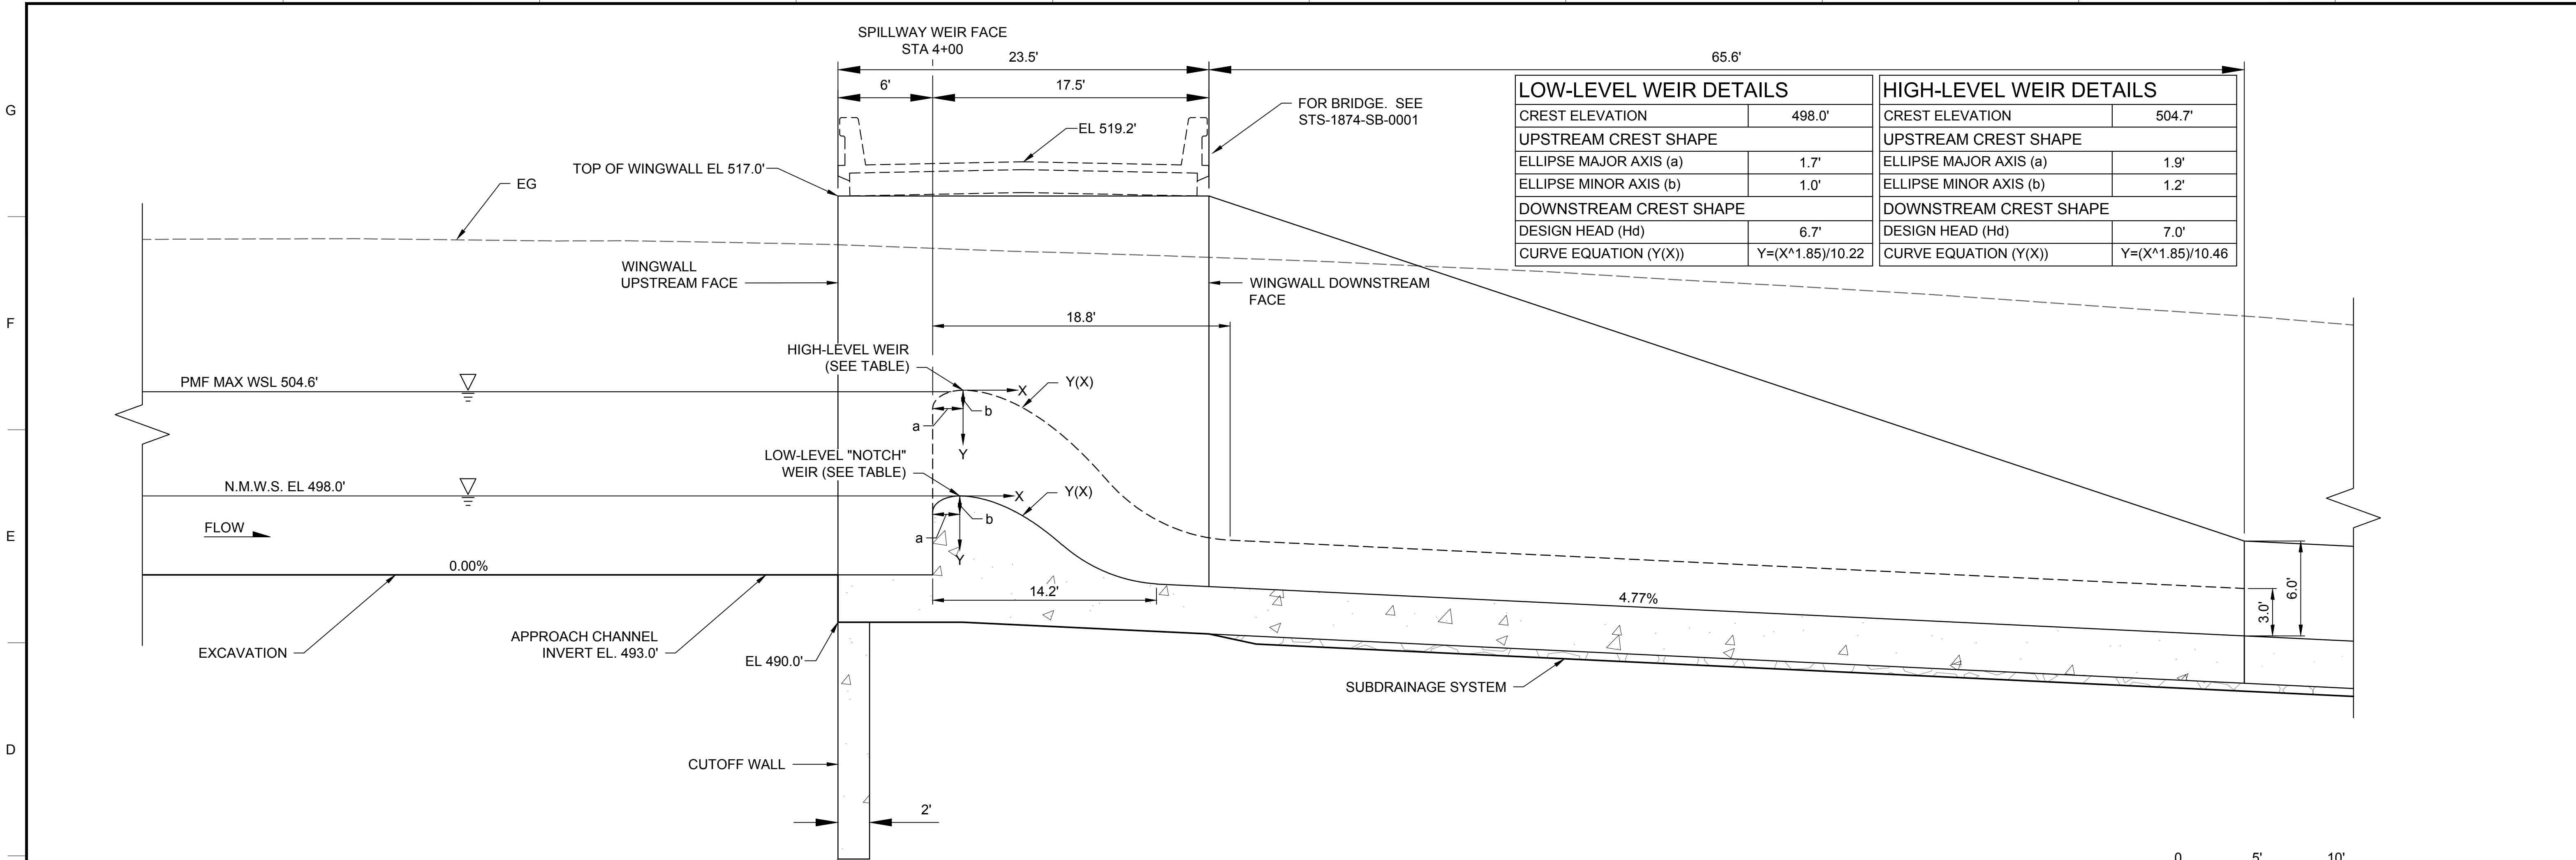 SPILLWAY WEIR FACE
STA 4+00
23.5'
65.6'
6'
17.5'
G
FOR BRIDGE.  SEE
STS-1874-SB-0001
EL 519.2'
TOP OF WINGWALL EL 517.0'
EG
LOW-LEVEL WEIR DETAILS
CREST ELEVATION 498.0'
UPSTREAM CREST SHAPE
ELLIPSE MAJOR AXIS (a) 1.7'
ELLIPSE MINOR AXIS (b) 1.0'
DOWNSTREAM CREST SHAPE
DESIGN HEAD (Hd) 6.7'
CURVE EQUATION (Y(X)) Y=(X^1.85)/10.22
HIGH-LEVEL WEIR DETAILS
CREST ELEVATION 504.7'
UPSTREAM CREST SHAPE
ELLIPSE MAJOR AXIS (a) 1.9'
ELLIPSE MINOR AXIS (b) 1.2'
DOWNSTREAM CREST SHAPE
DESIGN HEAD (Hd) 7.0'
CURVE EQUATION (Y(X)) Y=(X^1.85)/10.46
WINGWALL
UPSTREAM FACE
WINGWALL DOWNSTREAM
FACE
F
18.8'
HIGH-LEVEL WEIR
(SEE TABLE)
PMF MAX WSL 504.6'
X
Y(X)
b
a
Y
LOW-LEVEL "NOTCH"
WEIR (SEE TABLE)
N.M.W.S. EL 498.0'
X
Y(X)
b
a
Y
FLOW
E
0.00%
14.2'
4.77%
3.0'
6.0'
EXCAVATION
APPROACH CHANNEL
INVERT EL. 493.0'
EL 490.0'
SUBDRAINAGE SYSTEM
D
CUTOFF WALL
2'
0 5' 10'